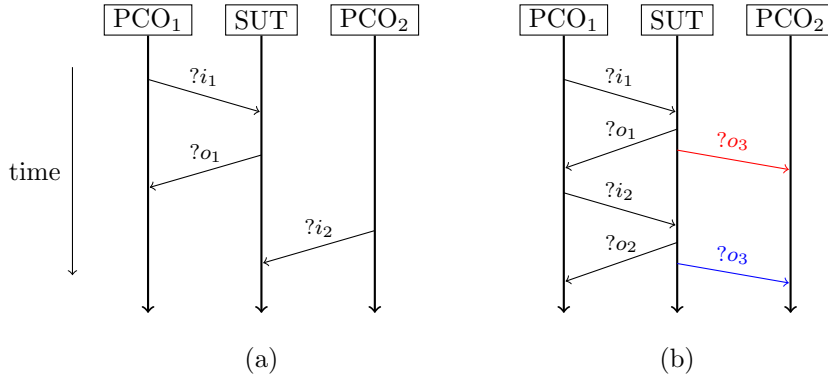 PCO₁ SUT PCO₂ PCO₁ SUT PCO₂
?i₁ ?i₁
?o₁ ?o₁ ?o₃
time
?i₂ ?i₂
?o₂ ?o₃
(a) (b)